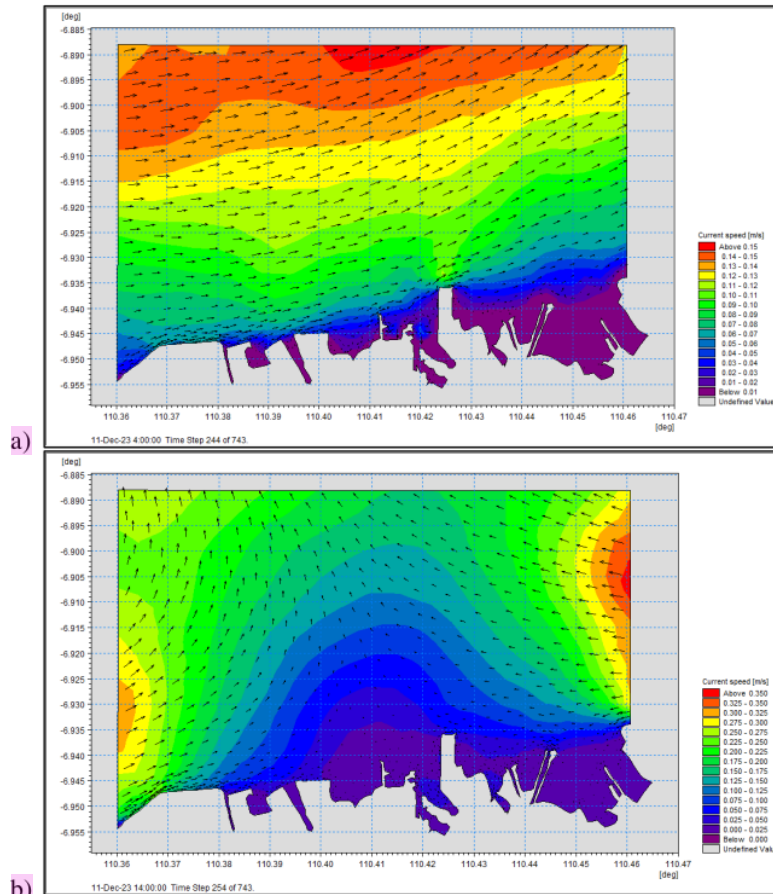 [deg]
-6.885
-6.890
-6.895
-6.900
-6.905
-6.910
-6.915
-6.920
-6.925
-6.930
-6.935
-6.940
-6.945
-6.950
-6.955
110.36 110.37 110.38 110.39 110.40 110.41 110.42 110.43 110.44 110.45 110.46 110.47
[deg]
11-Dec-23 4:00:00 Time Step 244 of 743.
Current speed [m/s]
Above 0.15
0.14 - 0.15
0.13 - 0.14
0.12 - 0.13
0.11 - 0.12
0.10 - 0.11
0.09 - 0.10
0.08 - 0.09
0.07 - 0.08
0.06 - 0.07
0.05 - 0.06
0.04 - 0.05
0.03 - 0.04
0.02 - 0.03
0.01 - 0.02
Below 0.01
Undefined Value
a)
[deg]
-6.885
-6.890
-6.895
-6.900
-6.905
-6.910
-6.915
-6.920
-6.925
-6.930
-6.935
-6.940
-6.945
-6.950
-6.955
110.36 110.37 110.38 110.39 110.40 110.41 110.42 110.43 110.44 110.45 110.46 110.47
[deg]
11-Dec-23 14:00:00 Time Step 254 of 743.
Current speed [m/s]
Above 0.350
0.325 - 0.350
0.300 - 0.325
0.275 - 0.300
0.250 - 0.275
0.225 - 0.250
0.200 - 0.225
0.175 - 0.200
0.150 - 0.175
0.125 - 0.150
0.100 - 0.125
0.075 - 0.100
0.050 - 0.075
0.025 - 0.050
0.000 - 0.025
Below 0.000
Undefined Value
b)